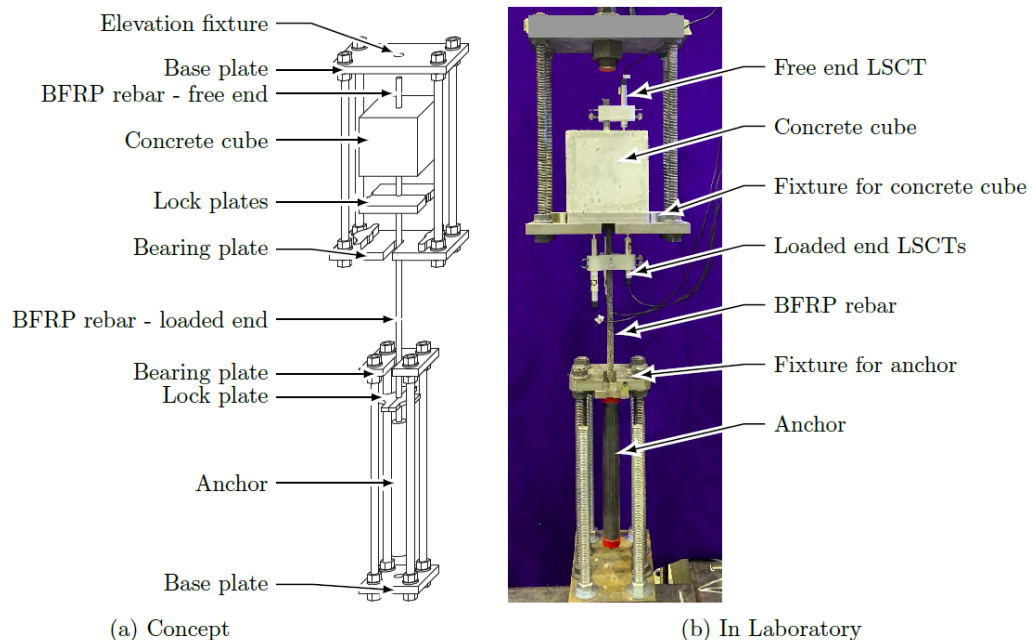 Elevation fixture
Base plate
BFRP rebar - free end
Concrete cube
Lock plates
Bearing plate
BFRP rebar - loaded end
Bearing plate
Lock plate
Anchor
Base plate
(a) Concept
Free end LSCT
Concrete cube
Fixture for concrete cube
Loaded end LSCTs
BFRP rebar
Fixture for anchor
Anchor
(b) In Laboratory